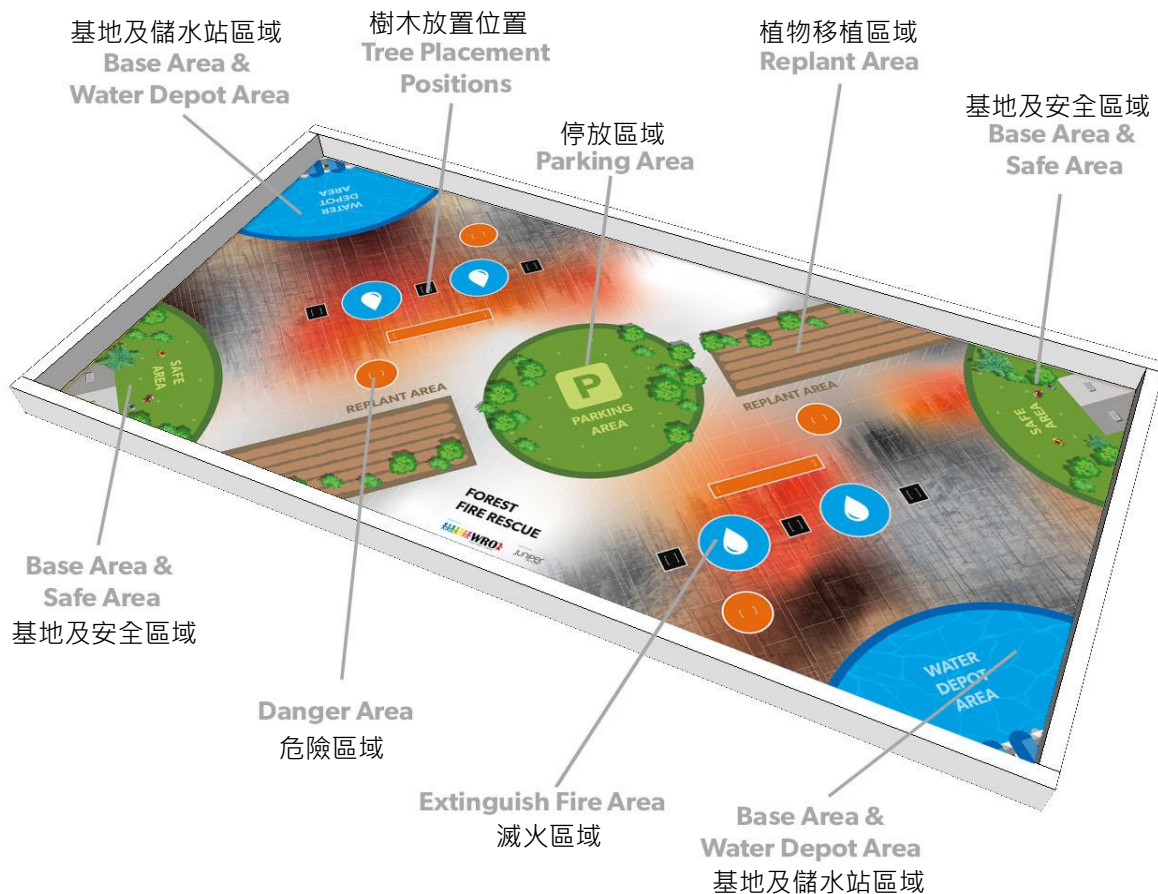 基地及儲水站區域
Base Area &
Water Depot Area
樹木放置位置
Tree Placement
Positions
植物移植區域
Replant Area
停放區域
Parking Area
基地及安全區域
Base Area &
Safe Area
WATER
DEPOT
AREA
SAFE
AREA
REPLANT AREA
P
PARKING
AREA
REPLANT AREA
SAFE
AREA
FOREST
FIRE RESCUE
WRO
juniper
WATER
DEPOT
AREA
Base Area &
Safe Area
基地及安全區域
Danger Area
危險區域
Extinguish Fire Area
滅火區域
Base Area &
Water Depot Area
基地及儲水站區域